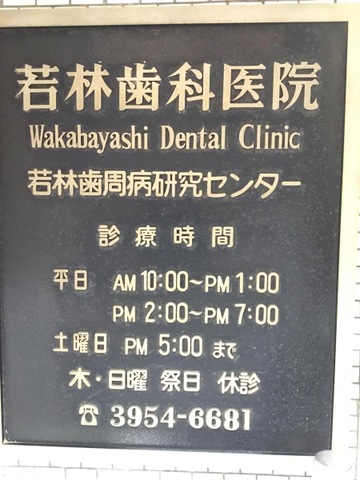 若林歯科医院
Wakabayashi Dental Clinic
若林歯周病研究センター
診療時間
平日 AM 10:00～PM 1:00
PM 2:00～PM 7:00
土曜日 PM 5:00 まで
木・日曜 祭日 休診
☎ 3954-6681